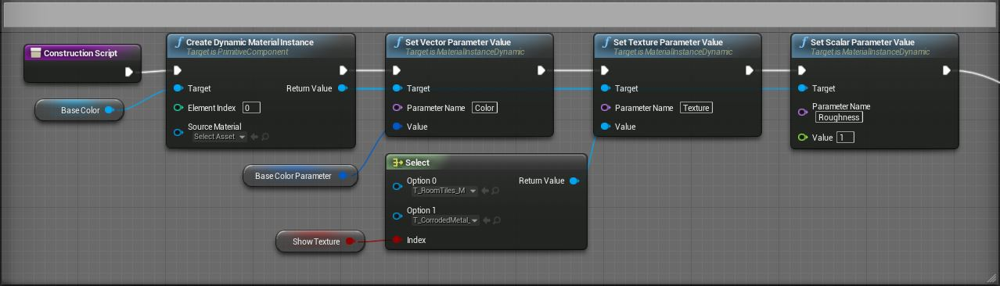 Construction Script
Create Dynamic Material Instance
Target is PrimitiveComponent
Target
Return Value
Element Index 0
Source Material
Select Asset
Base Color
Set Vector Parameter Value
Target is MaterialInstanceDynamic
Target
Parameter Name Color
Value
Base Color Parameter
Select
Option 0
Return Value
T_RoomTiles_M
Option 1
T_CorrodedMetal_
Index
ShowTexture
Set Texture Parameter Value
Target is MaterialInstanceDynamic
Target
Parameter Name Texture
Value
Set Scalar Parameter Value
Target is MaterialInstanceDynamic
Target
Parameter Name
Roughness
Value 1